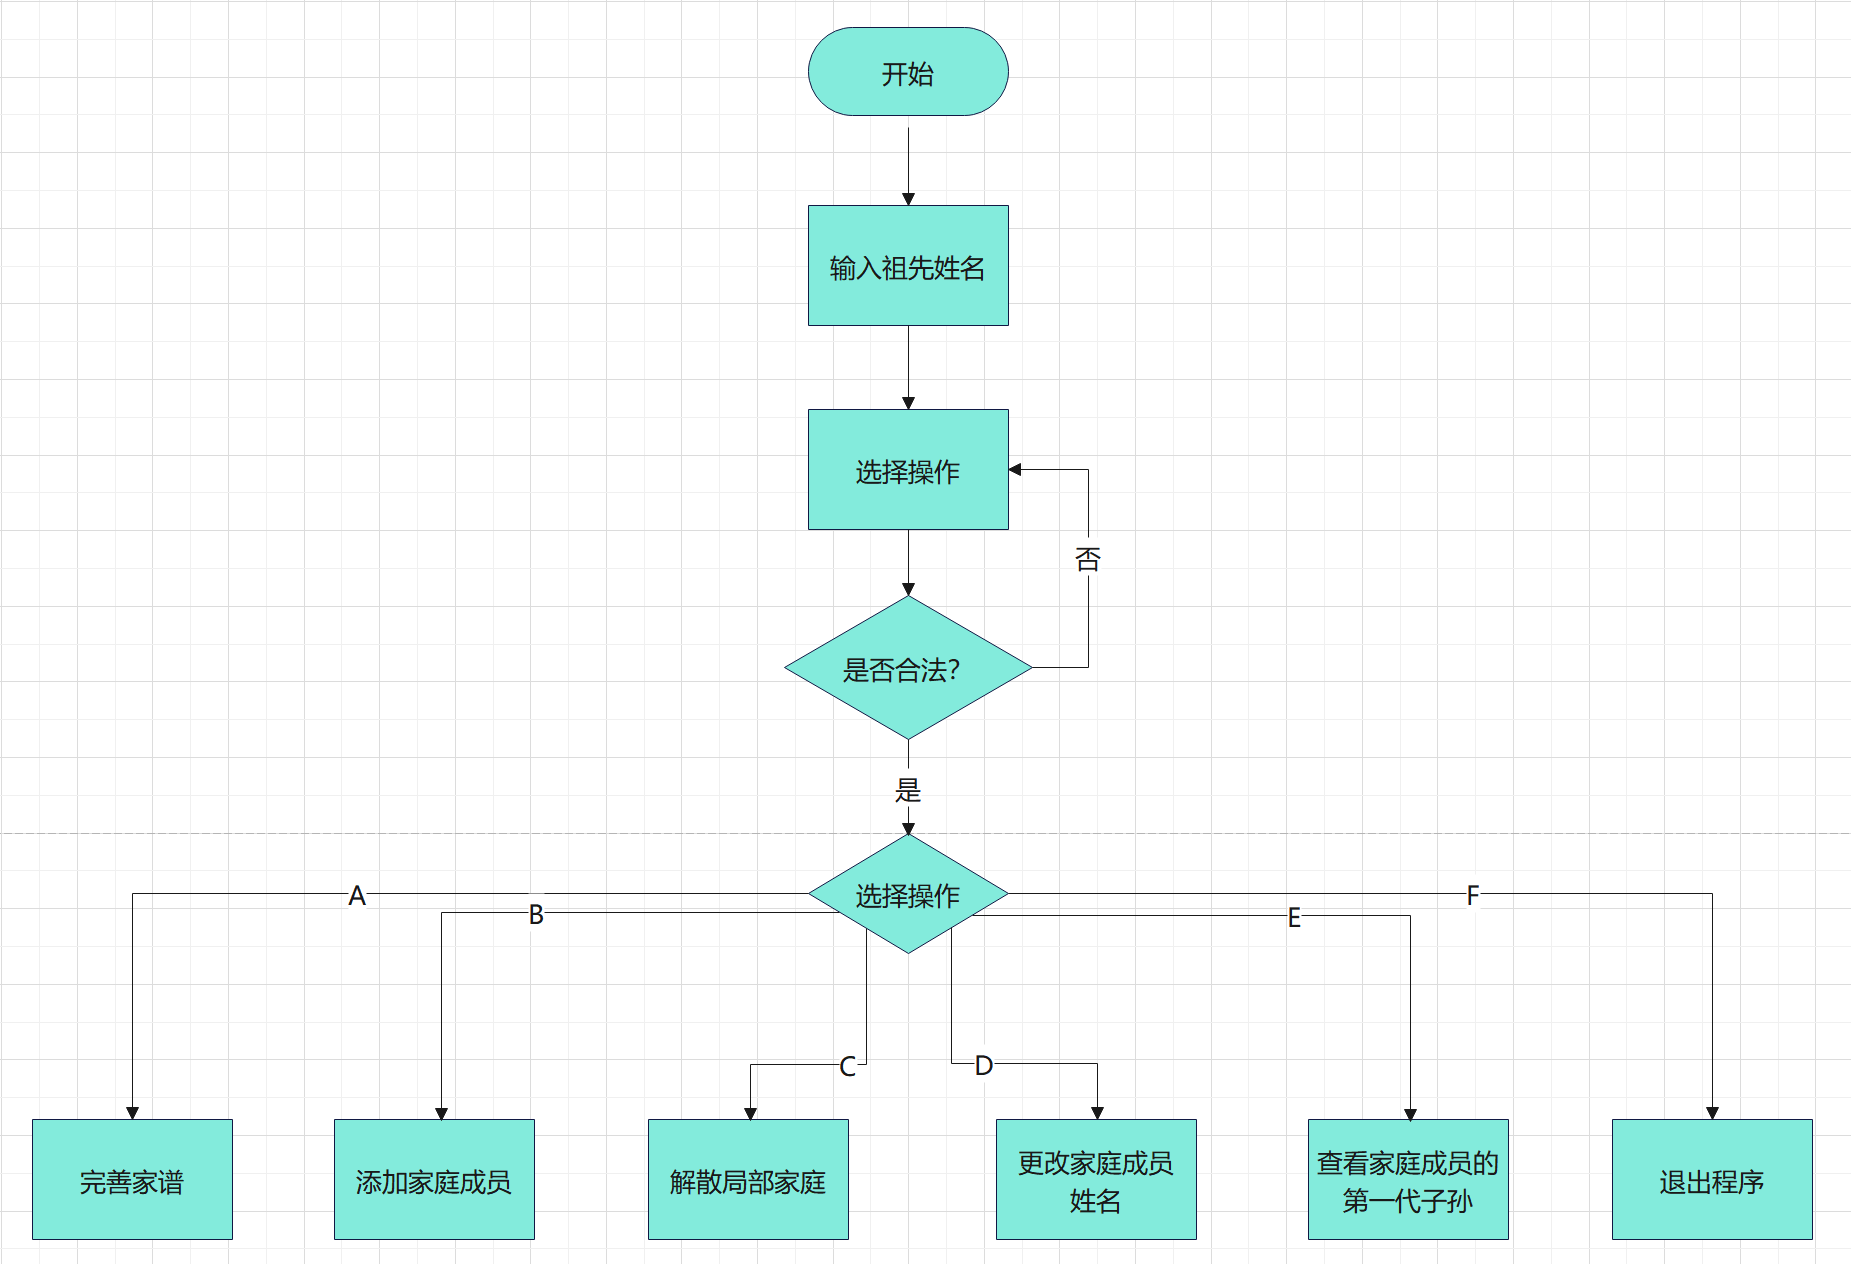 开始
输入祖先姓名
选择操作
否
是否合法？
是
选择操作
A
B
C
D
E
F
完善家谱
添加家庭成员
解散局部家庭
更改家庭成员
姓名
查看家庭成员的
第一代子孙
退出程序